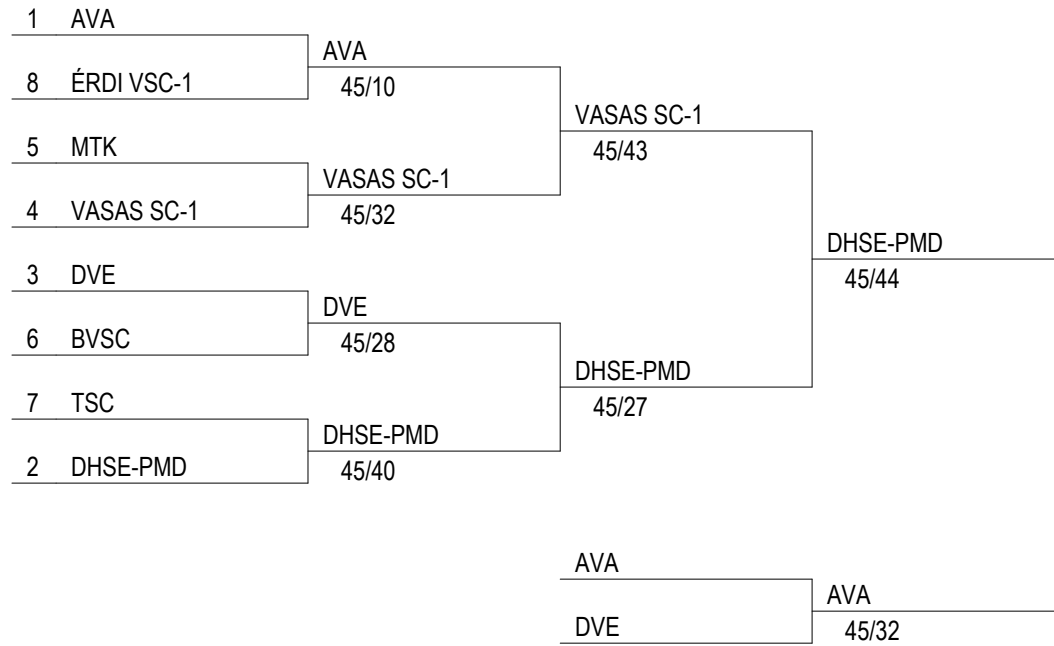 1 AVA
AVA
8 ÉRDI VSC-1
45/10
VASAS SC-1
5 MTK
45/43
VASAS SC-1
4 VASAS SC-1
45/32
DHSE-PMD
3 DVE
45/44
DVE
6 BVSC
45/28
DHSE-PMD
7 TSC
45/27
DHSE-PMD
2 DHSE-PMD
45/40
AVA
AVA
DVE
45/32